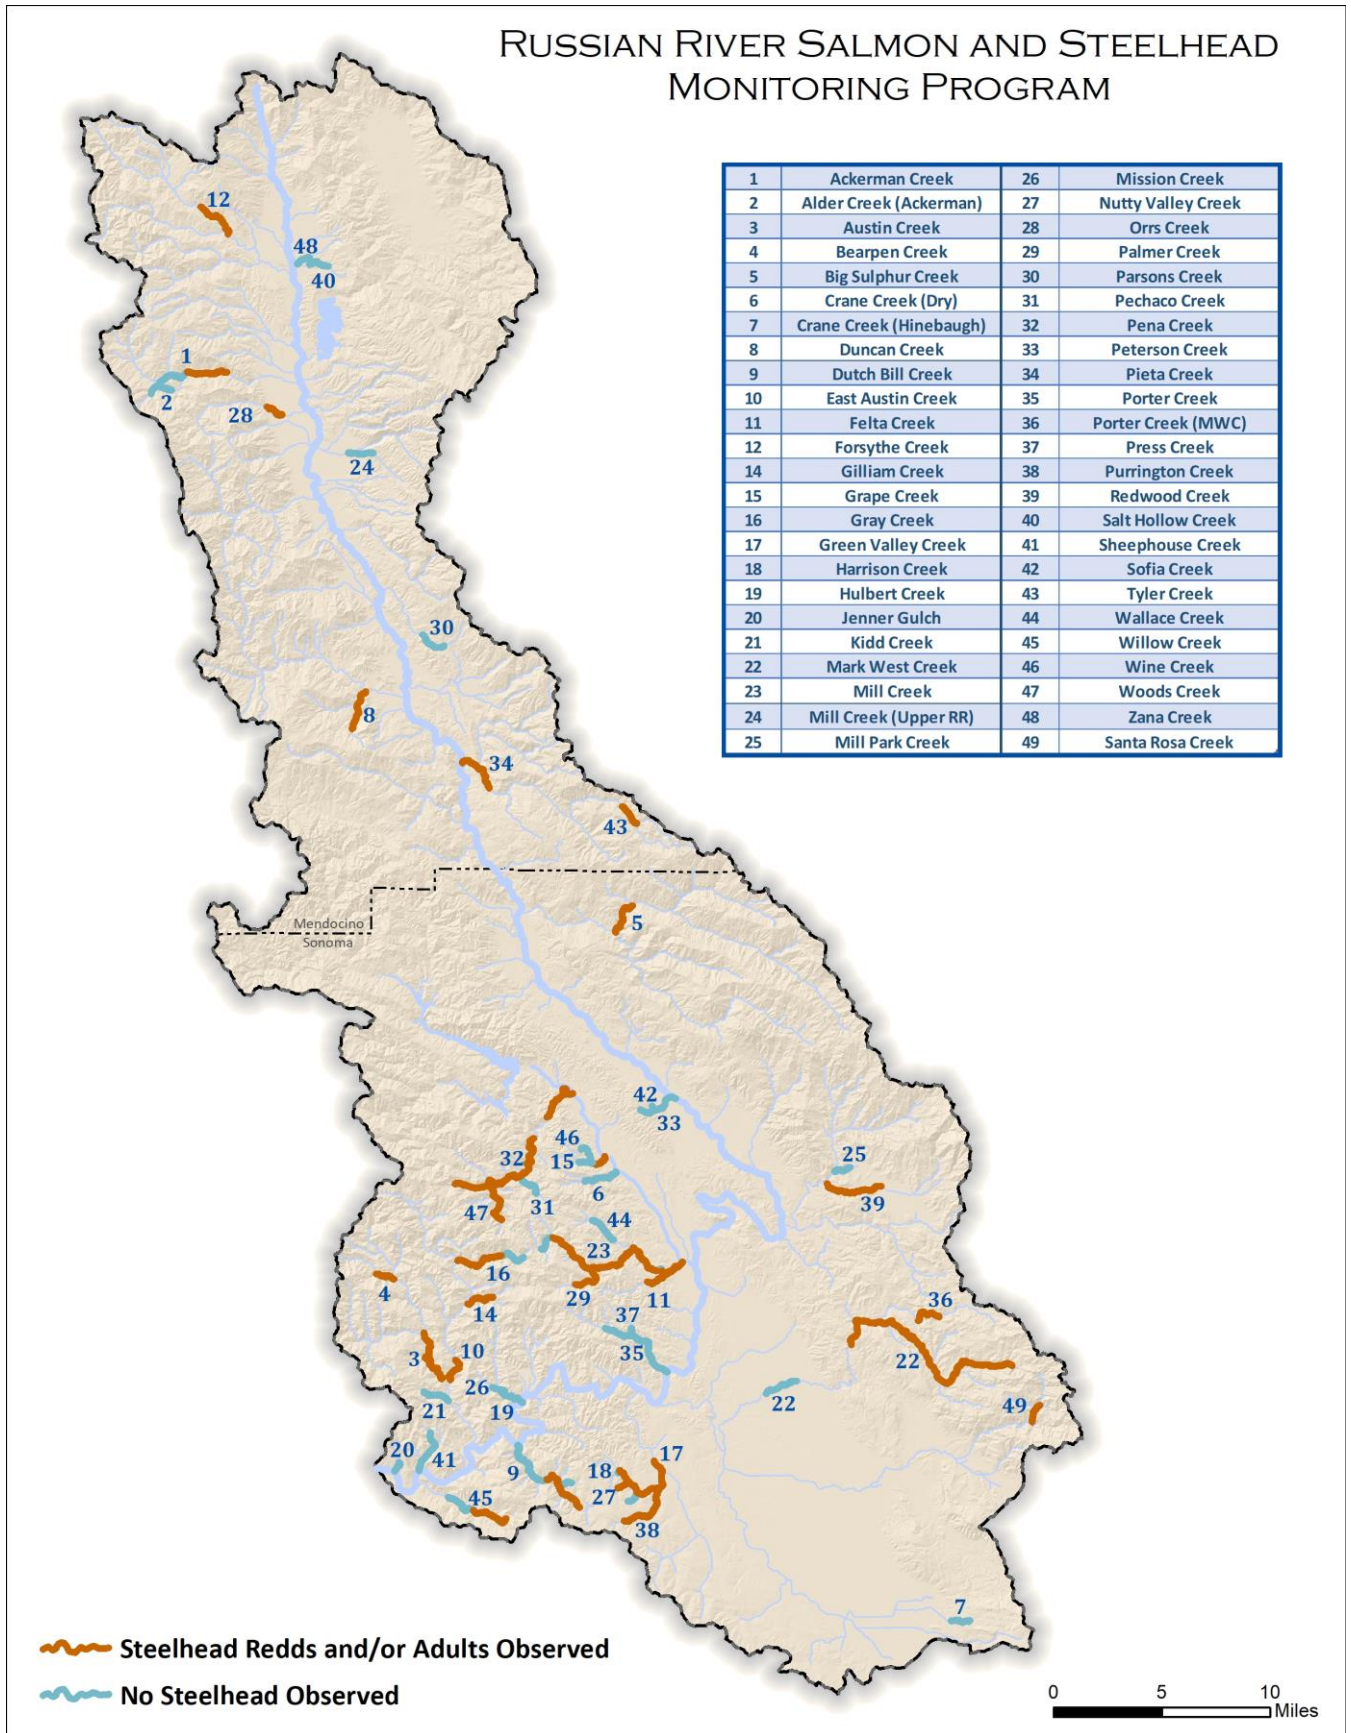 RUSSIAN RIVER SALMON AND STEELHEAD
MONITORING PROGRAM
1 Ackerman Creek 26 Mission Creek
2 Alder Creek (Ackerman) 27 Nutty Valley Creek
3 Austin Creek 28 Orrs Creek
4 Bearpen Creek 29 Palmer Creek
5 Big Sulphur Creek 30 Parsons Creek
6 Crane Creek (Dry) 31 Pechaco Creek
7 Crane Creek (Hinebaugh) 32 Pena Creek
8 Duncan Creek 33 Peterson Creek
9 Dutch Bill Creek 34 Pieta Creek
10 East Austin Creek 35 Porter Creek
11 Felta Creek 36 Porter Creek (MWC)
12 Forsythe Creek 37 Press Creek
14 Gilliam Creek 38 Purrington Creek
15 Grape Creek 39 Redwood Creek
16 Gray Creek 40 Salt Hollow Creek
17 Green Valley Creek 41 Sheephouse Creek
18 Harrison Creek 42 Sofia Creek
19 Hulbert Creek 43 Tyler Creek
20 Jenner Gulch 44 Wallace Creek
21 Kidd Creek 45 Willow Creek
22 Mark West Creek 46 Wine Creek
23 Mill Creek 47 Woods Creek
24 Mill Creek (Upper RR) 48 Zana Creek
25 Mill Park Creek 49 Santa Rosa Creek
12
48
40
1
2
28
24
30
8
34
43
5
Mendocino
Sonoma
42
33
46
32
15
6
25
39
31
47
44
23
16
4
29
11
14
37
36
3
10
35
22
26
21
19
22
49
20
41
9
18
17
27
45
38
7
Steelhead Redds and/or Adults Observed
No Steelhead Observed
0 5 10
Miles